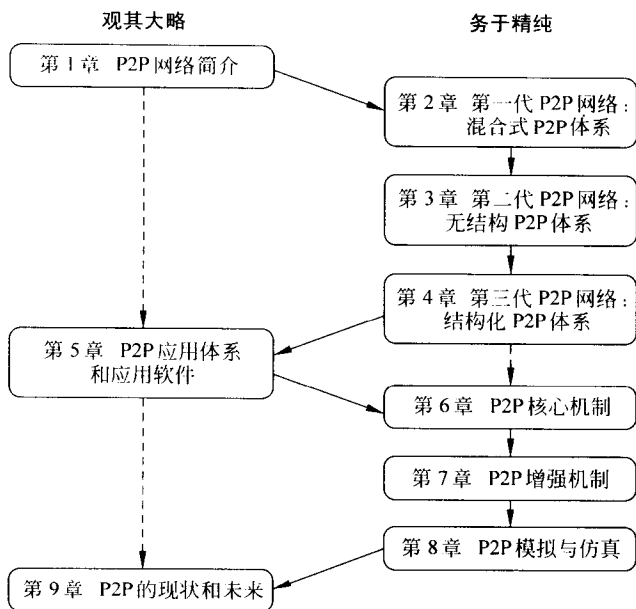 观其大略
务于精纯
第1章 P2P网络简介
第2章 第一代P2P网络:
混合式P2P体系
第3章 第二代P2P网络:
无结构P2P体系
第4章 第三代P2P网络:
结构化P2P体系
第5章 P2P应用体系
和应用软件
第6章 P2P核心机制
第7章 P2P增强机制
第8章 P2P模拟与仿真
第9章 P2P的现状和未来